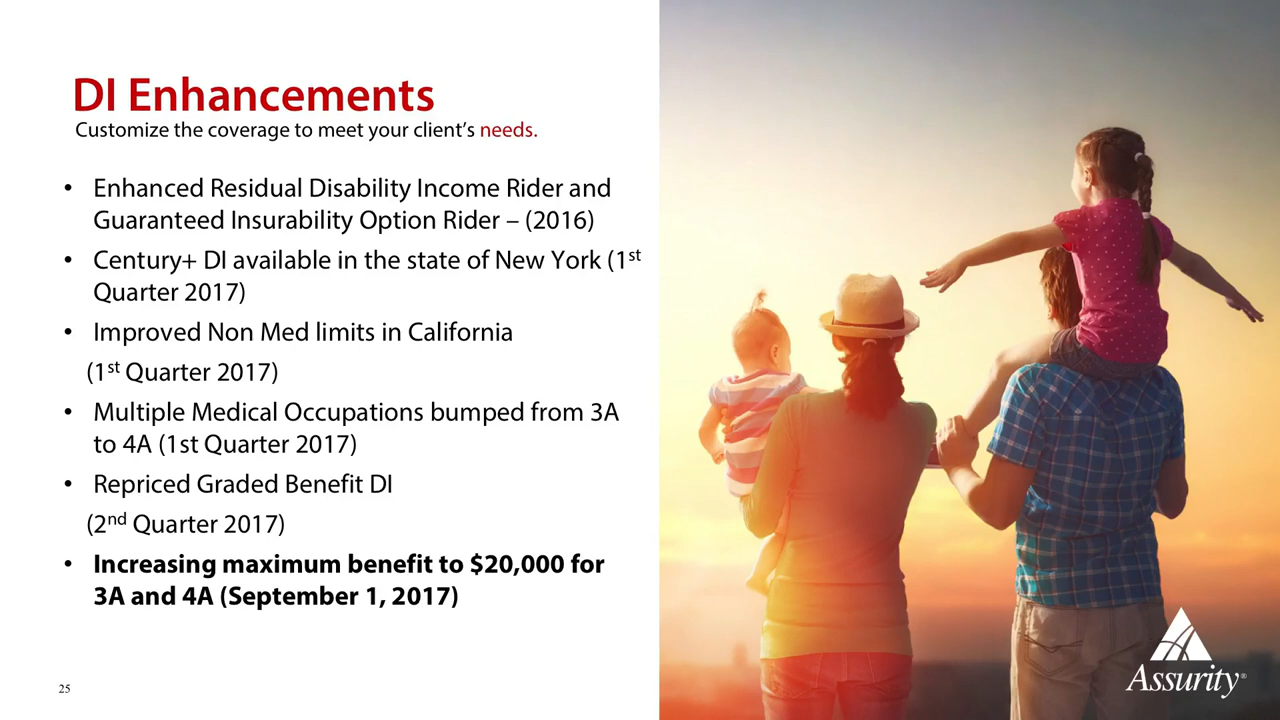 DI Enhancements
Customize the coverage to meet your client’s needs.
• Enhanced Residual Disability Income Rider and
Guaranteed Insurability Option Rider – (2016)
• Century+ DI available in the state of New York (1st
Quarter 2017)
• Improved Non Med limits in California
(1st Quarter 2017)
• Multiple Medical Occupations bumped from 3A
to 4A (1st Quarter 2017)
• Repriced Graded Benefit DI
(2nd Quarter 2017)
• Increasing maximum benefit to $20,000 for
3A and 4A (September 1, 2017)
25
Assurity®